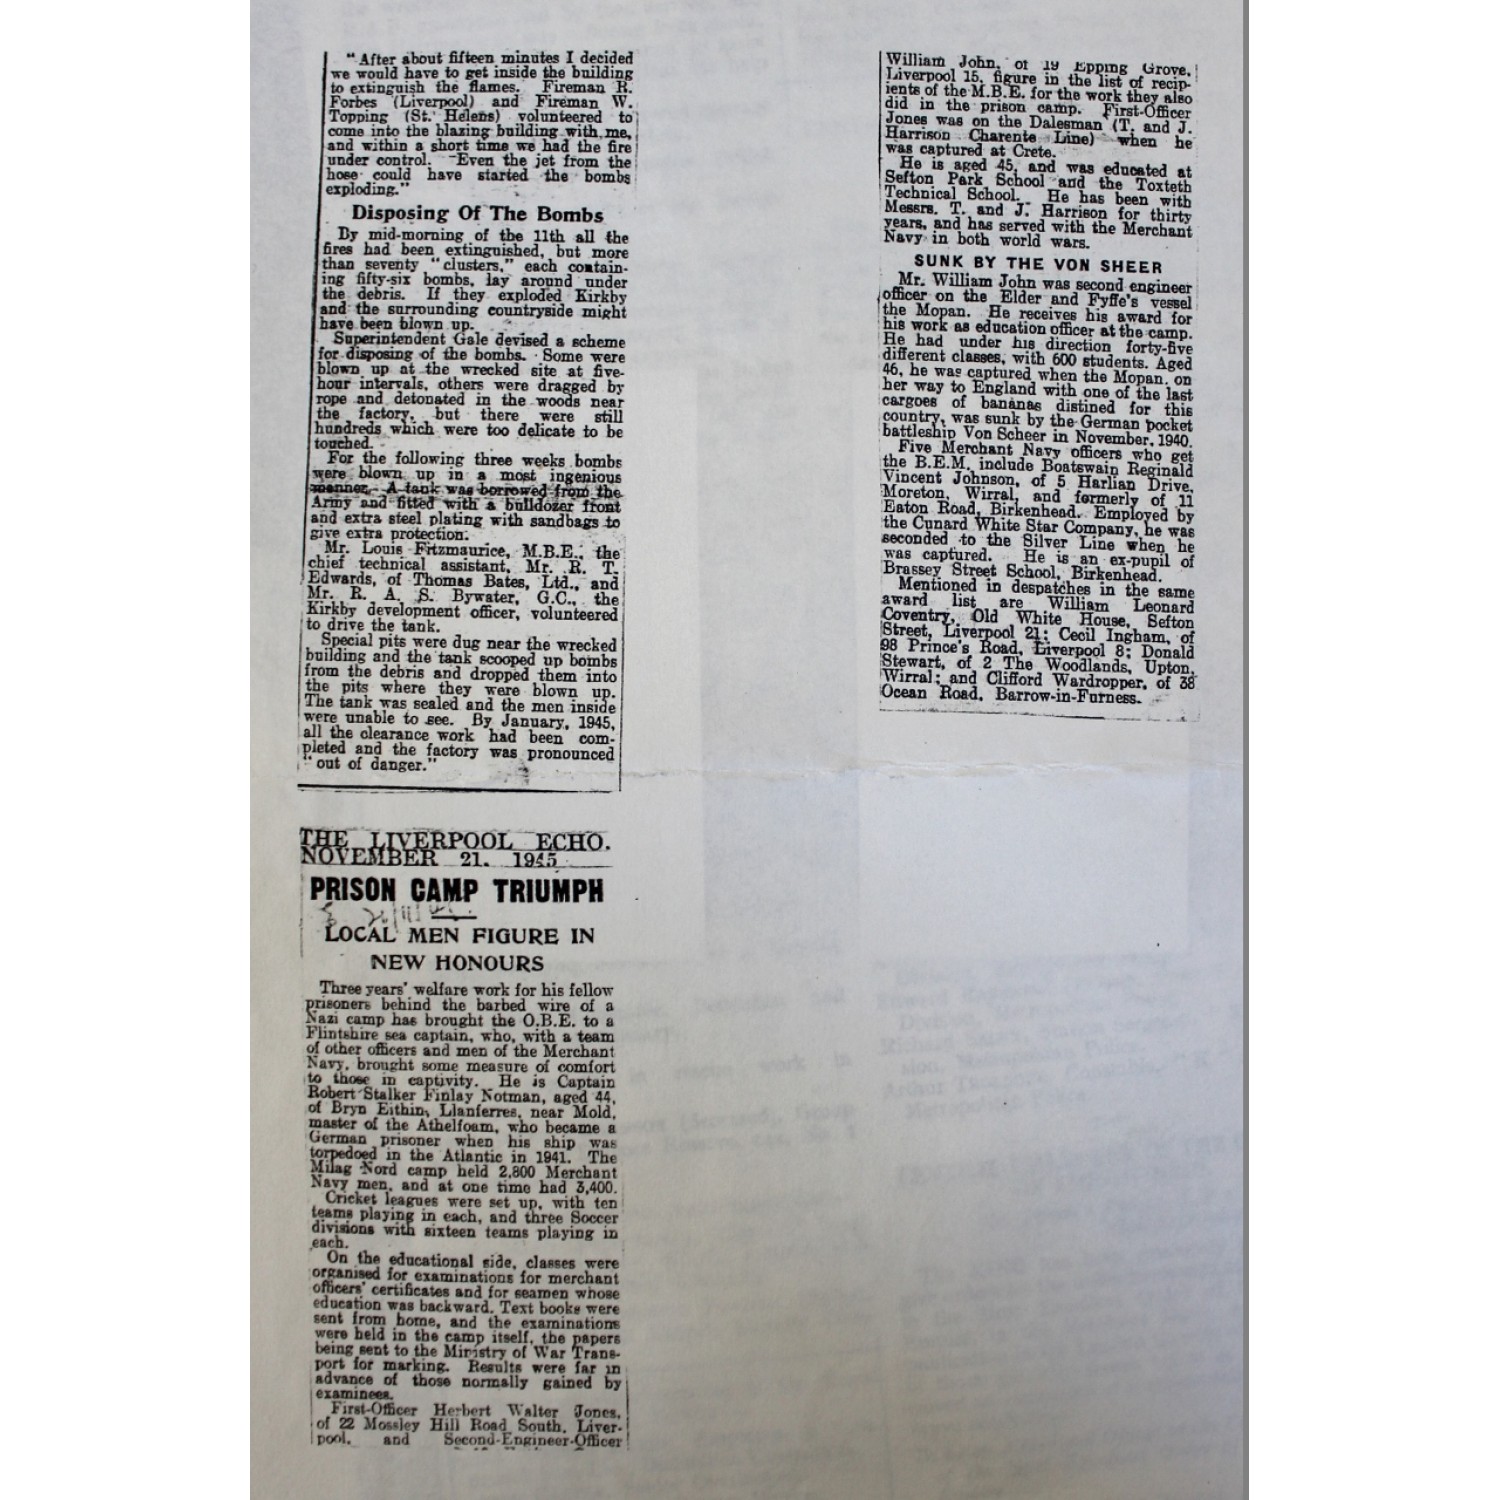 "After about fifteen minutes I decided
we would have to get inside the building
to extinguish the flames. Fireman R.
Forbes (Liverpool) and Fireman W.
Topping (St. Helens) volunteered to
come into the blazing building with me,
and within a short time we had the fire
under control. Even the jet from the
hose could have started the bombs
exploding."
Disposing Of The Bombs
By mid-morning of the 11th all the
fires had been extinguished, but more
than seventy "clusters," each contain-
ing fifty-six bombs, lay around under
the debris. If they exploded Kirkby
and the surrounding countryside might
have been blown up.
Superintendent Gale devised a scheme
for disposing of the bombs. Some were
blown up at the wrecked site at five-
hour intervals, others were dragged by
rope and detonated in the woods near
the factory, but there were still
hundreds which were too delicate to be
touched.
For the following three weeks bombs
were blown up in a most ingenious
manner. A tank was borrowed from the
Army and fitted with a bulldozer front
and extra steel plating with sandbags to
give extra protection.
Mr. Louis Fitzmaurice, M.B.E., the
chief technical assistant, Mr. R. T.
Edwards, of Thomas Bates, Ltd., and
Mr. R. A. S. Bywater, G.C., the
Kirkby development officer, volunteered
to drive the tank.
Special pits were dug near the wrecked
building and the tank scooped up bombs
from the debris and dropped them into
the pits where they were blown up.
The tank was sealed and the men inside
were unable to see. By January, 1945,
all the clearance work had been com-
pleted and the factory was pronounced
"out of danger."
THE LIVERPOOL ECHO.
NOVEMBER 21. 1945
PRISON CAMP TRIUMPH
LOCAL MEN FIGURE IN
NEW HONOURS
Three years' welfare work for his fellow
prisoners behind the barbed wire of a
Nazi camp has brought the O.B.E. to a
Flintshire sea captain, who, with a team
of other officers and men of the Merchant
Navy, brought some measure of comfort
to those in captivity. He is Captain
Robert Stalker Finlay Notman, aged 44,
of Bryn Eithin, Llanferres, near Mold,
master of the Athelfoam, who became a
German prisoner when his ship was
torpedoed in the Atlantic in 1941. The
Milag Nord camp held 2,800 Merchant
Navy men, and at one time had 3,400.
Cricket leagues were set up, with ten
teams playing in each, and three Soccer
divisions with sixteen teams playing in
each.
On the educational side, classes were
organised for examinations for merchant
officers' certificates and for seamen whose
education was backward. Text books were
sent from home, and the examinations
were held in the camp itself, the papers
being sent to the Ministry of War Trans-
port for marking. Results were far in
advance of those normally gained by
examinees.
First-Officer Herbert Walter Jones,
of 22 Mossley Hill Road South, Liver-
pool, and Second-Engineer-Officer
William John, of 19 Epping Grove,
Liverpool 15, figure in the list of recip-
ients of the M.B.E. for the work they also
did in the prison camp. First-Officer
Jones was on the Dalesman (T. and J.
Harrison Charente Line) when he
was captured at Crete.
He is aged 45, and was educated at
Sefton Park School and the Toxteth
Technical School. He has been with
Messrs. T. and J. Harrison for thirty
years, and has served with the Merchant
Navy in both world wars.
SUNK BY THE VON SHEER
Mr. William John was second engineer
officer on the Elder and Fyffe's vessel
the Mopan. He receives his award for
his work as education officer at the camp.
He had under his direction forty-five
different classes, with 600 students. Aged
46, he was captured when the Mopan, on
her way to England with one of the last
cargoes of bananas distined for this
country, was sunk by the German pocket
battleship Von Scheer in November, 1940.
Five Merchant Navy officers who get
the B.E.M. include Boatswain Reginald
Vincent Johnson, of 5 Harlian Drive,
Moreton, Wirral, and formerly of 11
Eaton Road, Birkenhead. Employed by
the Cunard White Star Company, he was
seconded to the Silver Line when he
was captured. He is an ex-pupil of
Brassey Street School, Birkenhead.
Mentioned in despatches in the same
award list are William Leonard
Coventry, Old White House, Sefton
Street, Liverpool 21; Cecil Ingham, of
98 Prince's Road, Liverpool 8; Donald
Stewart, of 2 The Woodlands, Upton,
Wirral; and Clifford Wardropper, of 38
Ocean Road, Barrow-in-Furness.